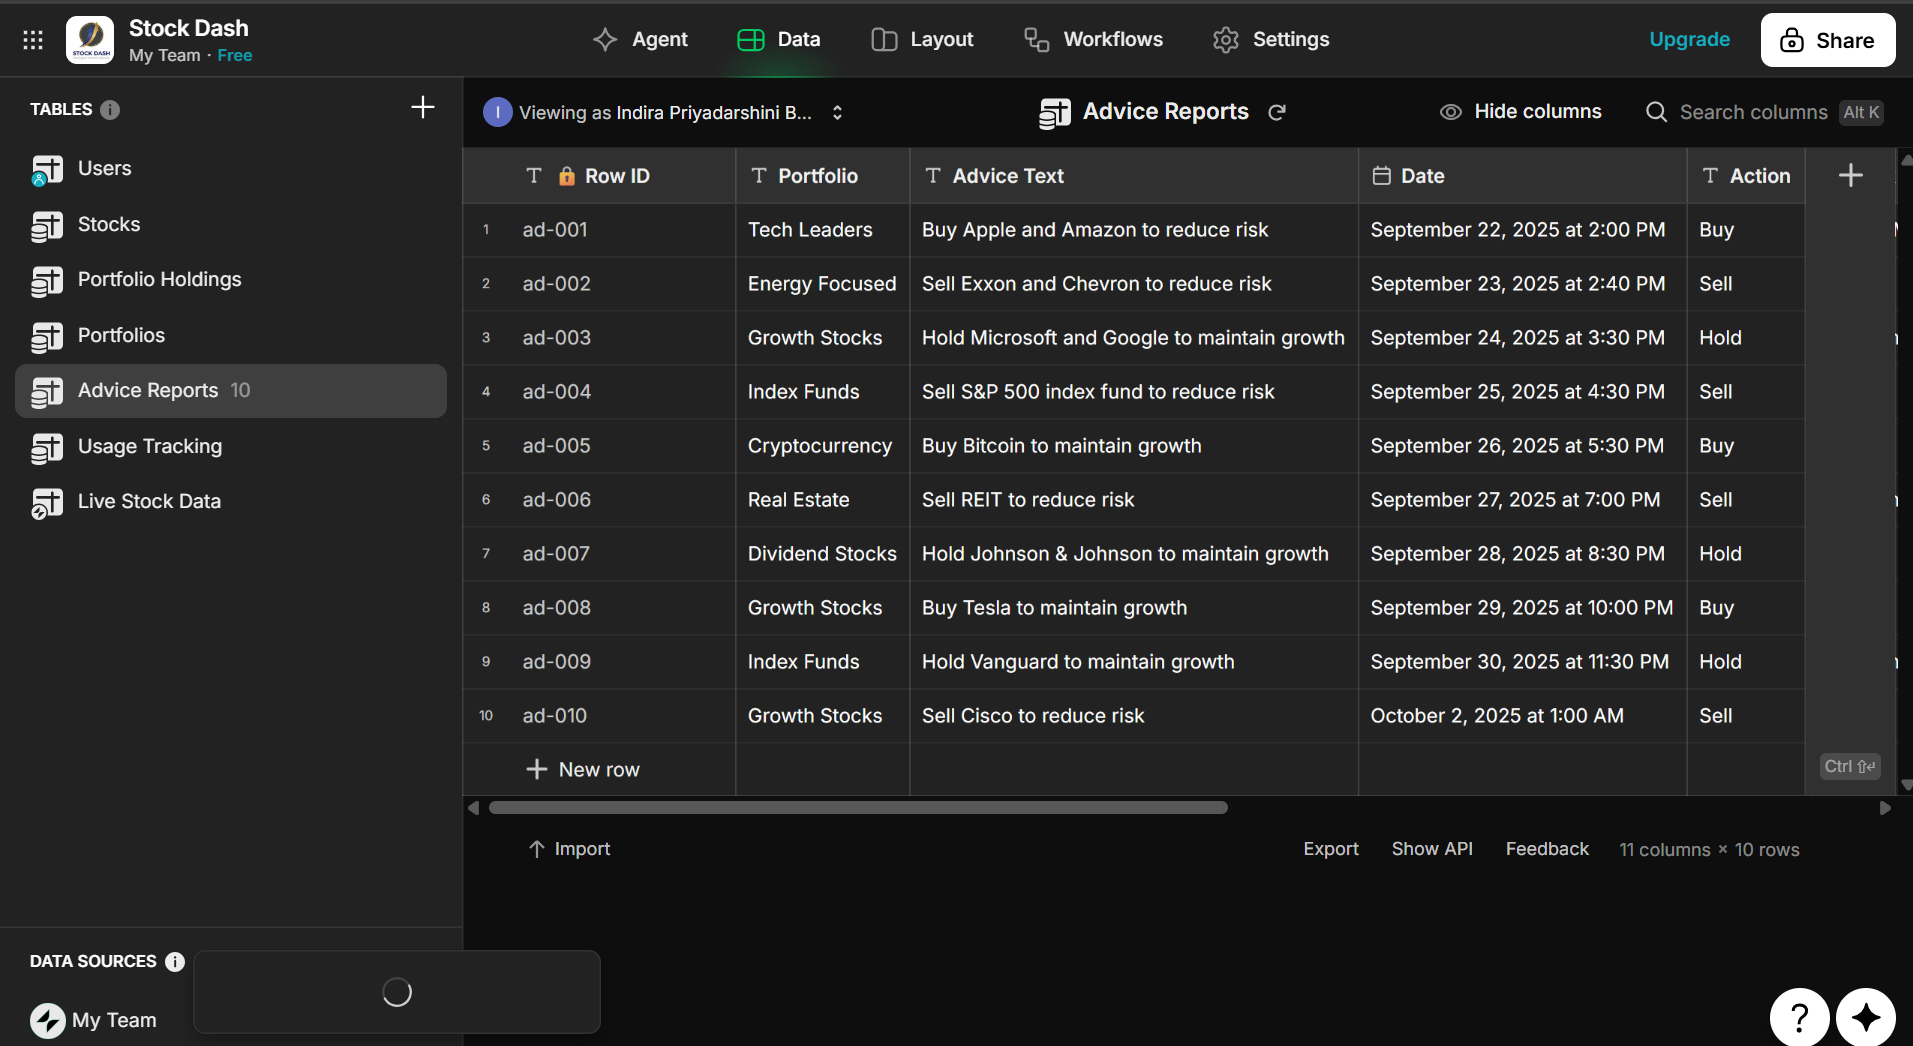 Stock Dash
My Team · Free
STOCK DASH
Agent
Data
Layout
Workflows
Settings
Upgrade
Share
TABLES
Users
Stocks
Portfolio Holdings
Portfolios
Advice Reports 10
Usage Tracking
Live Stock Data
I Viewing as Indira Priyadarshini B...
Advice Reports
Hide columns
Search columns Alt K
Row ID Portfolio Advice Text Date Action
1 ad-001 Tech Leaders Buy Apple and Amazon to reduce risk September 22, 2025 at 2:00 PM Buy
2 ad-002 Energy Focused Sell Exxon and Chevron to reduce risk September 23, 2025 at 2:40 PM Sell
3 ad-003 Growth Stocks Hold Microsoft and Google to maintain growth September 24, 2025 at 3:30 PM Hold
4 ad-004 Index Funds Sell S&P 500 index fund to reduce risk September 25, 2025 at 4:30 PM Sell
5 ad-005 Cryptocurrency Buy Bitcoin to maintain growth September 26, 2025 at 5:30 PM Buy
6 ad-006 Real Estate Sell REIT to reduce risk September 27, 2025 at 7:00 PM Sell
7 ad-007 Dividend Stocks Hold Johnson & Johnson to maintain growth September 28, 2025 at 8:30 PM Hold
8 ad-008 Growth Stocks Buy Tesla to maintain growth September 29, 2025 at 10:00 PM Buy
9 ad-009 Index Funds Hold Vanguard to maintain growth September 30, 2025 at 11:30 PM Hold
10 ad-010 Growth Stocks Sell Cisco to reduce risk October 2, 2025 at 1:00 AM Sell
New row
Ctrl ⇧↵
Import
Export
Show API
Feedback
11 columns × 10 rows
DATA SOURCES
My Team
?